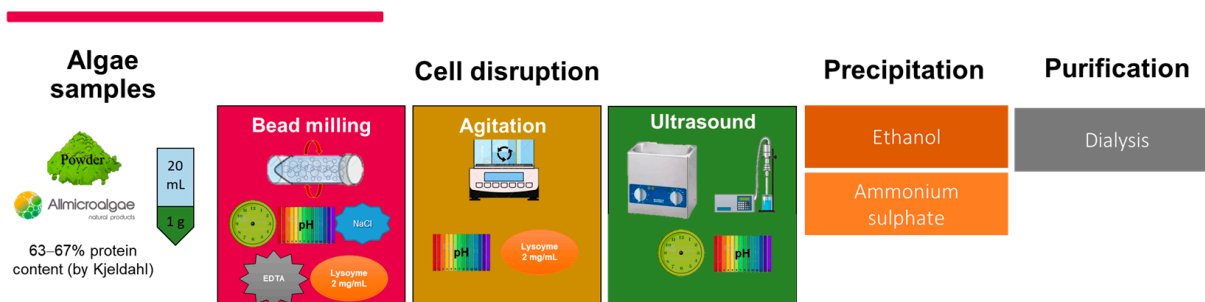 Algae
samples
Powder
Allmicroalgae
natural products
20
mL
1 g
63–67% protein
content (by Kjeldahl)
Cell disruption
Bead milling
pH
NaCl
EDTA
Lysoyme
2 mg/mL
Agitation
pH
Lysoyme
2 mg/mL
Ultrasound
pH
Precipitation
Ethanol
Ammonium
sulphate
Purification
Dialysis